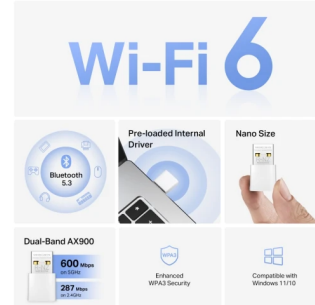 Wi-Fi 6
Pre-loaded Internal
Driver
Nano Size
Bluetooth
5.3
Dual-Band AX900
600 Mbps
on 5GHz
287 Mbps
on 2.4GHz
WPA3
Enhanced
WPA3 Security
Compatible with
Windows 11/10